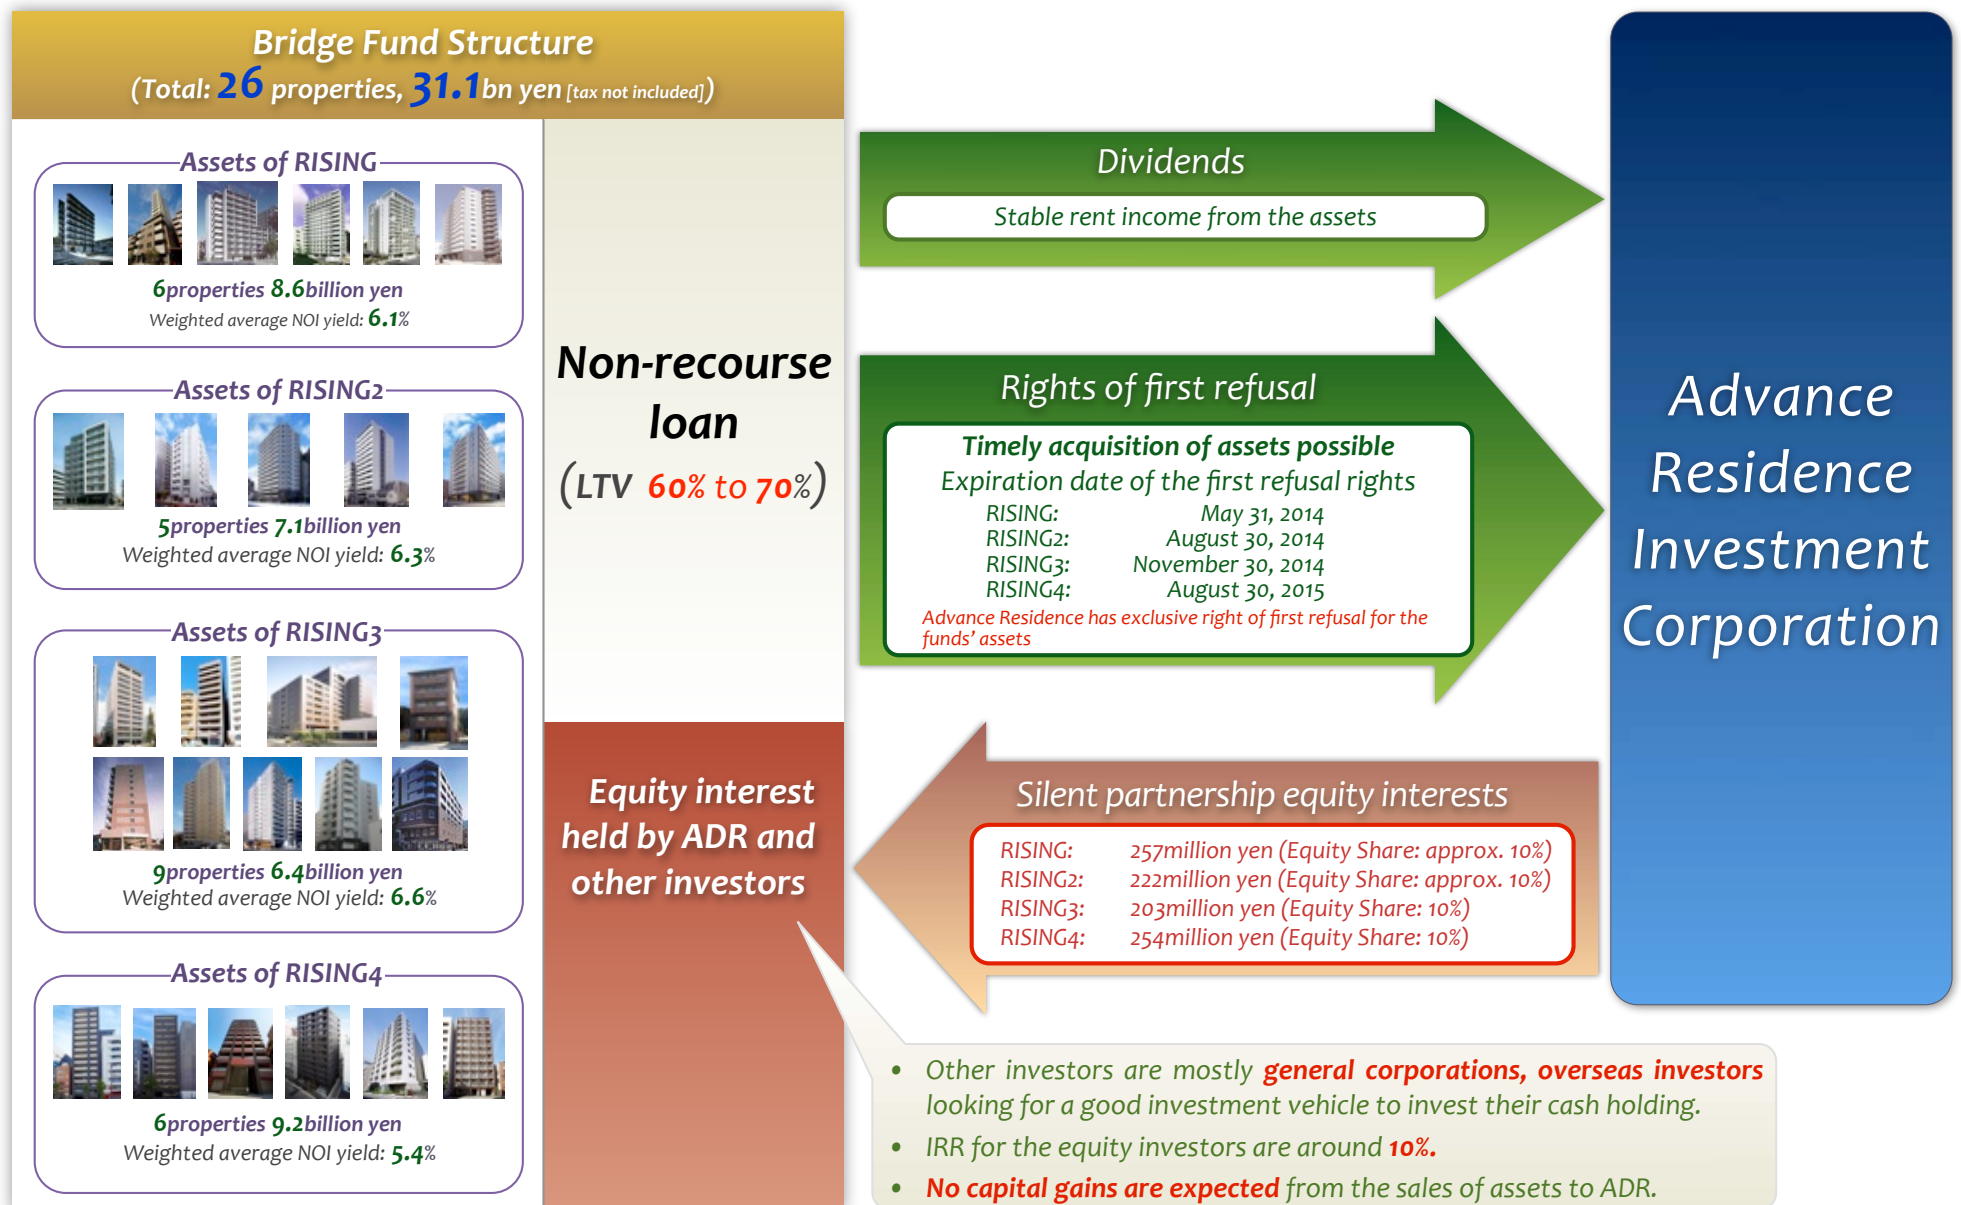 Bridge Fund Structure
(Total: 26 properties, 31.1bn yen [tax not included])
Assets of RISING
6properties 8.6billion yen
Weighted average NOI yield: 6.1%
Assets of RISING2
5properties 7.1billion yen
Weighted average NOI yield: 6.3%
Assets of RISING3
9properties 6.4billion yen
Weighted average NOI yield: 6.6%
Assets of RISING4
6properties 9.2billion yen
Weighted average NOI yield: 5.4%
Non-recourse
loan
(LTV 60% to 70%)
Equity interest
held by ADR and
other investors
Dividends
Stable rent income from the assets
Rights of first refusal
Timely acquisition of assets possible
Expiration date of the first refusal rights
RISING: May 31, 2014
RISING2: August 30, 2014
RISING3: November 30, 2014
RISING4: August 30, 2015
Advance Residence has exclusive right of first refusal for the
funds’ assets
Silent partnership equity interests
RISING: 257million yen (Equity Share: approx. 10%)
RISING2: 222million yen (Equity Share: approx. 10%)
RISING3: 203million yen (Equity Share: 10%)
RISING4: 254million yen (Equity Share: 10%)
• Other investors are mostly general corporations, overseas investors
looking for a good investment vehicle to invest their cash holding.
• IRR for the equity investors are around 10%.
• No capital gains are expected from the sales of assets to ADR.
Advance
Residence
Investment
Corporation